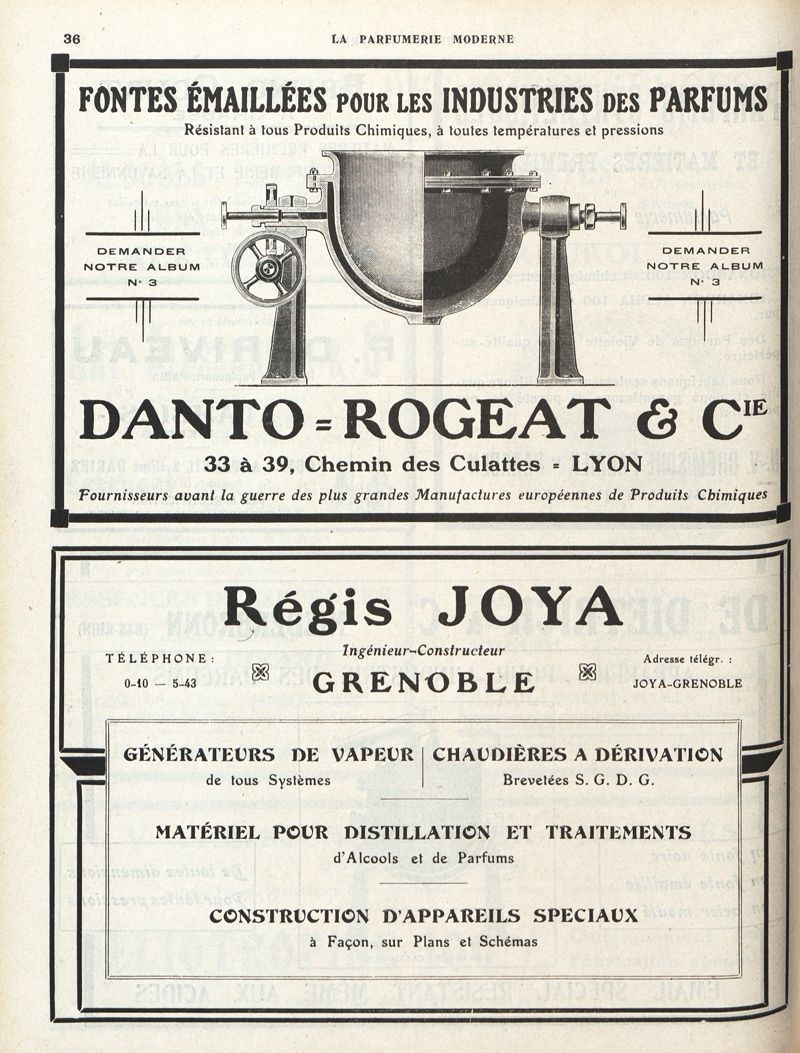 36
LA PARFUMERIE MODERNE
FONTES ÉMAILLÉES POUR LES INDUSTRIES DES PARFUMS
Résistant à tous Produits Chimiques, à toutes températures et pressions
DEMANDER
NOTRE ALBUM
N° 3
DEMANDER
NOTRE ALBUM
N° 3
DANTO = ROGEAT & CIE
33 à 39, Chemin des Culattes = LYON
Fournisseurs avant la guerre des plus grandes Manufactures européennes de Produits Chimiques
Régis JOYA
Ingénieur-Constructeur
GRENOBLE
TÉLÉPHONE :
0-10 — 5-43
Adresse télégr. :
JOYA-GRENOBLE
GÉNÉRATEURS DE VAPEUR
de tous Systèmes
CHAUDIÈRES A DÉRIVATION
Brevetées S. G. D. G.
MATÉRIEL POUR DISTILLATION ET TRAITEMENTS
d'Alcools et de Parfums
CONSTRUCTION D'APPAREILS SPECIAUX
à Façon, sur Plans et Schémas